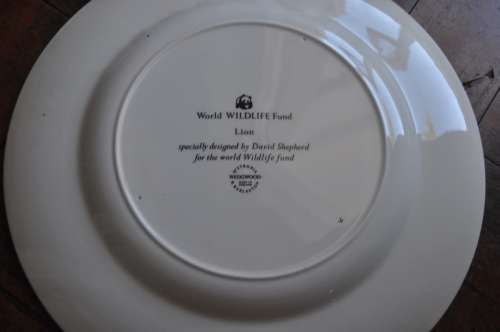 World WILDLIFE Fund
Lion
specially designed by David Shepherd
for the world Wildlife fund
WEDGWOOD